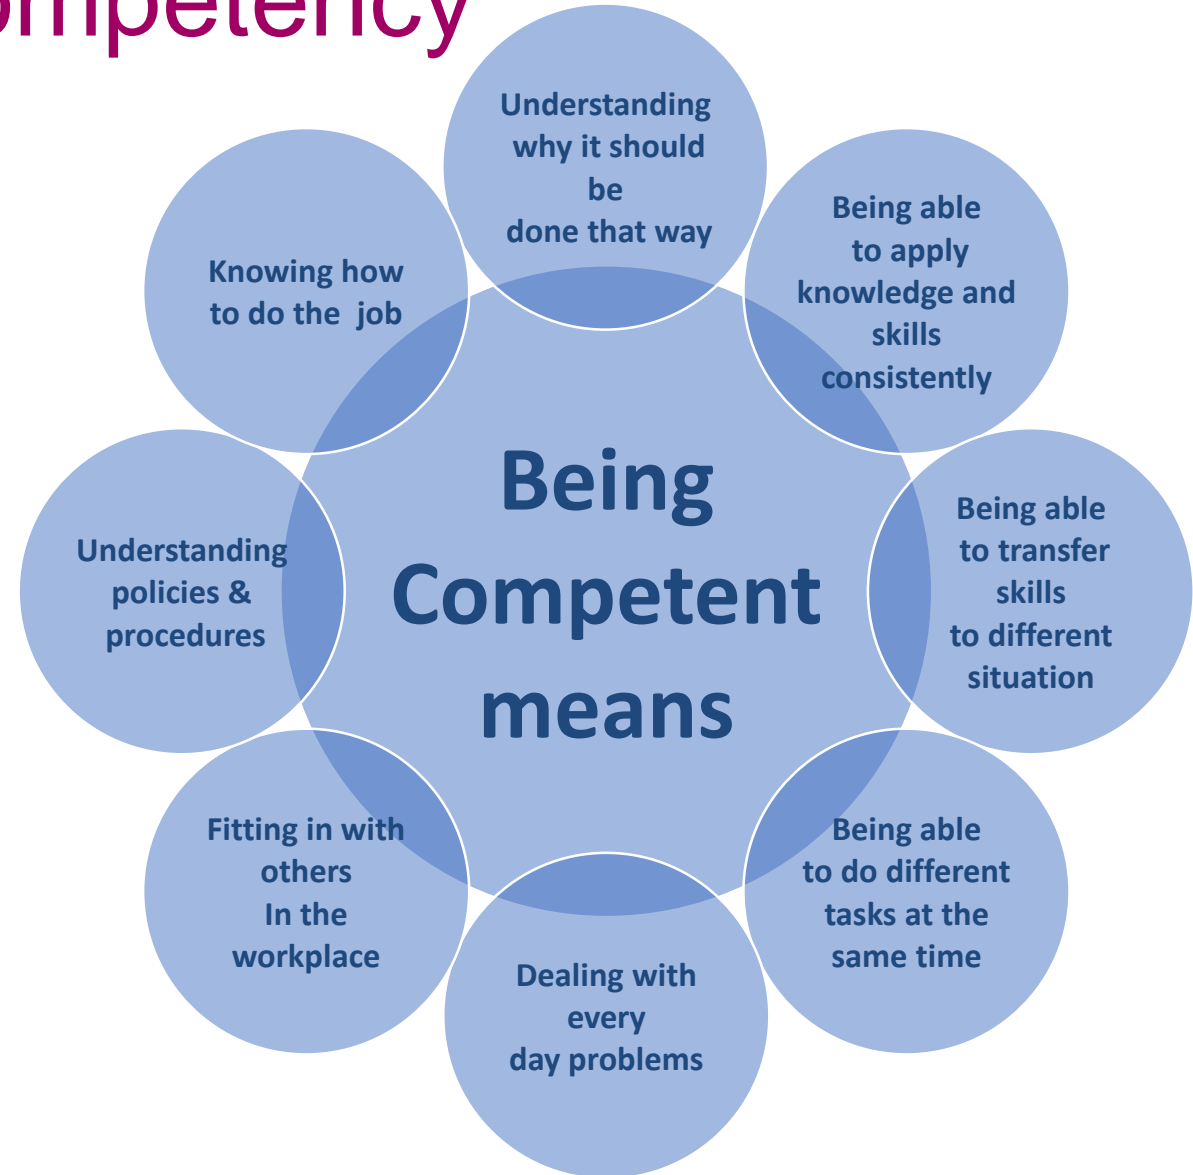 ompetency
Understanding
why it should
be
done that way
Being able
to apply
knowledge and
skills
consistently
Being able
to transfer
skills
to different
situation
Being able
to do different
tasks at the
same time
Dealing with
every
day problems
Fitting in with
others
In the
workplace
Understanding
policies &
procedures
Knowing how
to do the  job
Being
Competent
means